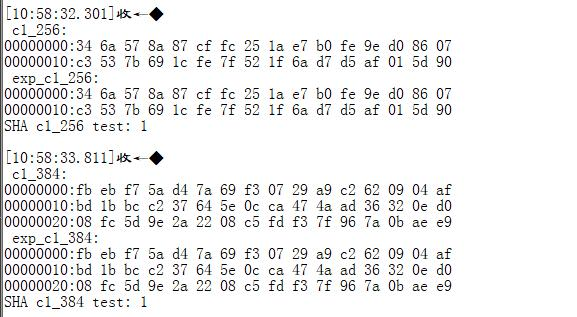 [10:58:32.301]收←◆
c1_256:
00000000:34 6a 57 8a 87 cf fc 25 1a e7 b0 fe 9e d0 86 07
00000010:c3 53 7b 69 1c fe 7f 52 1f 6a d7 d5 af 01 5d 90
exp_c1_256:
00000000:34 6a 57 8a 87 cf fc 25 1a e7 b0 fe 9e d0 86 07
00000010:c3 53 7b 69 1c fe 7f 52 1f 6a d7 d5 af 01 5d 90
SHA c1_256 test: 1
[10:58:33.811]收←◆
c1_384:
00000000:fb eb f7 5a d4 7a 69 f3 07 29 a9 c2 62 09 04 af
00000010:bd 1b bc c2 37 64 5e 0c ca 47 4a ad 36 32 0e d0
00000020:08 fc 5d 9e 2a 22 08 c5 fd f3 7f 96 7a 0b ae e9
exp_c1_384:
00000000:fb eb f7 5a d4 7a 69 f3 07 29 a9 c2 62 09 04 af
00000010:bd 1b bc c2 37 64 5e 0c ca 47 4a ad 36 32 0e d0
00000020:08 fc 5d 9e 2a 22 08 c5 fd f3 7f 96 7a 0b ae e9
SHA c1_384 test: 1